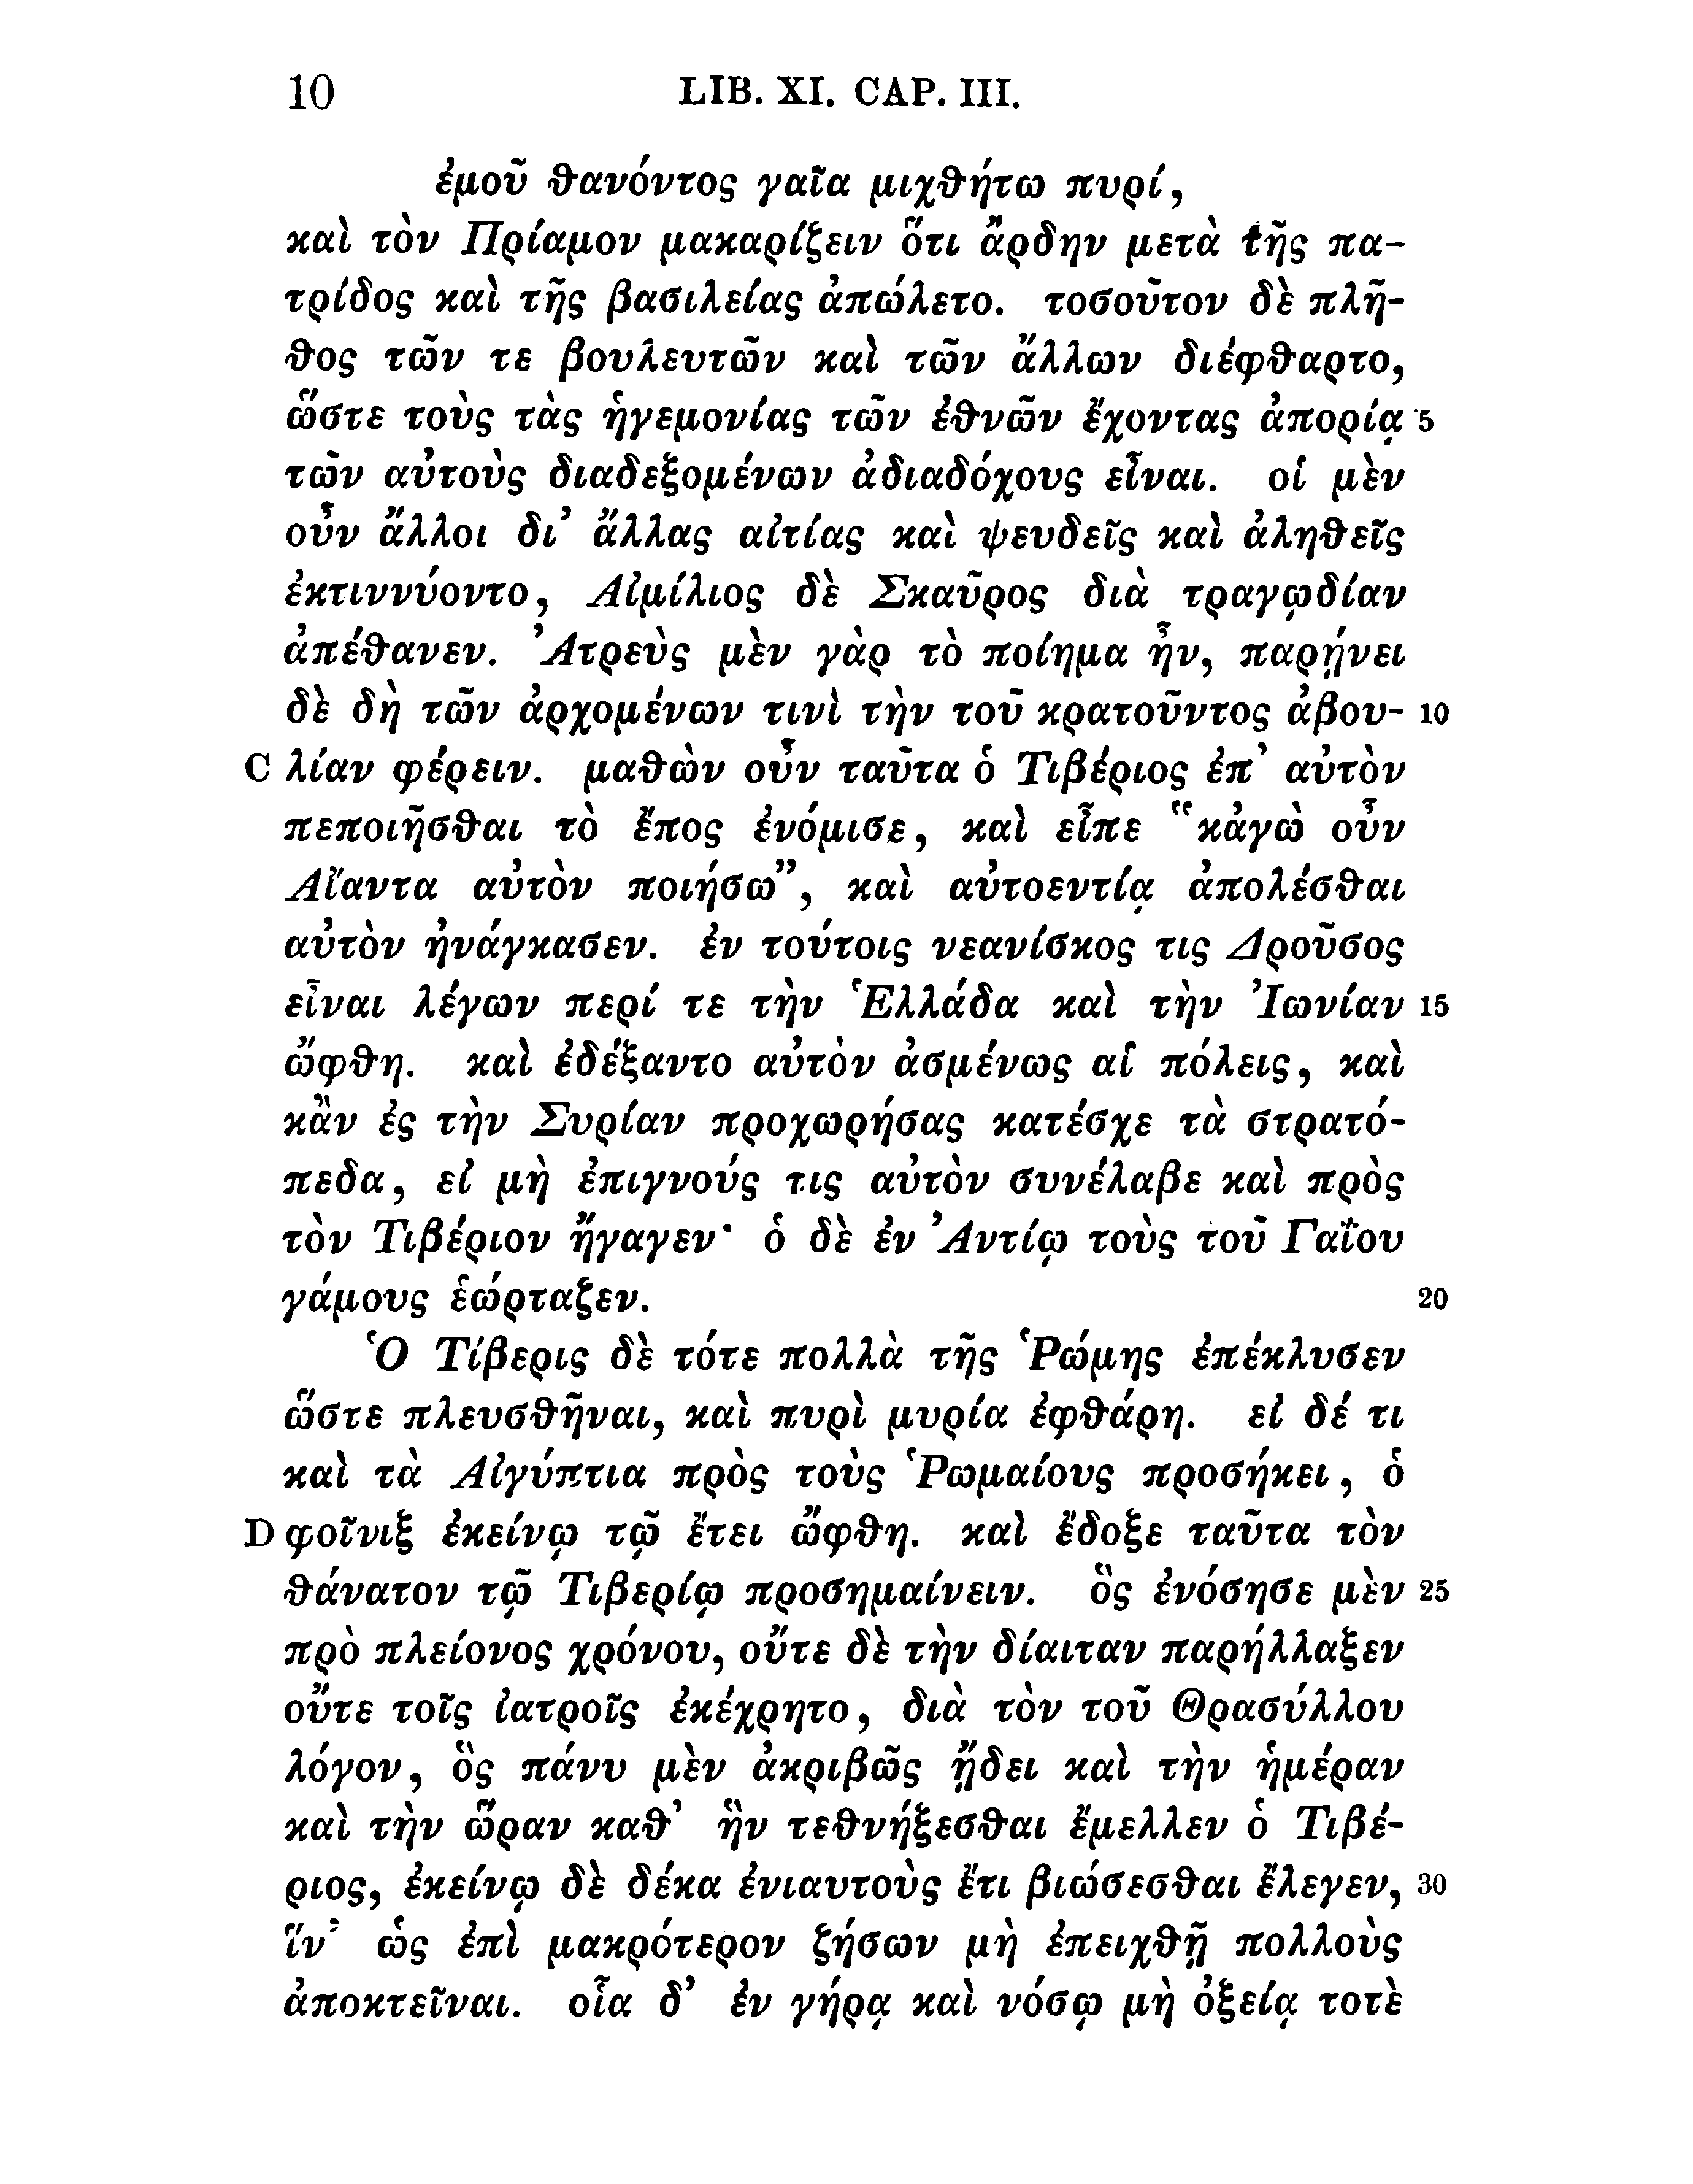 10 LIB. XI. CAP. III.
ἐμοῦ θανόντος γαῖα μιχθήτω πυρί,
καὶ τὸν Πρίαμον μακαρίζειν ὅτι ἄρδην μετὰ τῆς πα-
τρίδος καὶ τῆς βασιλείας ἀπώλετο. τοσοῦτον δὲ πλῆ-
θος τῶν τε βουλευτῶν καὶ τῶν ἄλλων διέφθαρτο,
ὥστε τοὺς τὰς ἡγεμονίας τῶν ἐθνῶν ἔχοντας ἀπορίᾳ 5
τῶν αὐτοὺς διαδεξομένων ἀδιαδόχους εἶναι. οἱ μὲν
οὖν ἄλλοι δι’ ἄλλας αἰτίας καὶ ψευδεῖς καὶ ἀληθεῖς
ἐκτιννύοντο, Αἰμίλιος δὲ Σκαῦρος διὰ τραγῳδίαν
ἀπέθανεν. Ἀτρεὺς μὲν γὰρ τὸ ποίημα ἦν, παρῄνει
δὲ δὴ τῶν ἀρχομένων τινὶ τὴν τοῦ κρατοῦντος ἀβου- 10
C λίαν φέρειν. μαθὼν οὖν ταῦτα ὁ Τιβέριος ἐπ’ αὐτὸν
πεποιῆσθαι τὸ ἔπος ἐνόμισε, καὶ εἶπε “κἀγὼ οὖν
Αἴαντα αὐτὸν ποιήσω”, καὶ αὐτοεντίᾳ ἀπολέσθαι
αὐτὸν ἠνάγκασεν. ἐν τούτοις νεανίσκος τις Δροῦσος
εἶναι λέγων περί τε τὴν Ἑλλάδα καὶ τὴν Ἰωνίαν 15
ὤφθη. καὶ ἐδέξαντο αὐτὸν ἀσμένως αἱ πόλεις, καὶ
κἂν ἐς τὴν Συρίαν προχωρήσας κατέσχε τὰ στρατό-
πεδα, εἰ μὴ ἐπιγνούς τις αὐτὸν συνέλαβε καὶ πρὸς
τὸν Τιβέριον ἤγαγεν· ὁ δὲ ἐν Ἀντίῳ τοὺς τοῦ Γαΐου
γάμους ἑώρταζεν. 20
Ὁ Τίβερις δὲ τότε πολλὰ τῆς Ῥώμης ἐπέκλυσεν
ὥστε πλευσθῆναι, καὶ πυρὶ μυρία ἐφθάρη. εἰ δέ τι
καὶ τὰ Αἰγύπτια πρὸς τοὺς Ῥωμαίους προσήκει, ὁ
D φοῖνιξ ἐκείνῳ τῷ ἔτει ὤφθη. καὶ ἔδοξε ταῦτα τὸν
θάνατον τῷ Τιβερίῳ προσημαίνειν. ὃς ἐνόσησε μὲν 25
πρὸ πλείονος χρόνου, οὔτε δὲ τὴν δίαιταν παρήλλαξεν
οὔτε τοῖς ἰατροῖς ἐκέχρητο, διὰ τὸν τοῦ Θρασύλλου
λόγον, ὃς πάνυ μὲν ἀκριβῶς ᾔδει καὶ τὴν ἡμέραν
καὶ τὴν ὥραν καθ’ ἣν τεθνήξεσθαι ἔμελλεν ὁ Τιβέ-
ριος, ἐκείνῳ δὲ δέκα ἐνιαυτοὺς ἔτι βιώσεσθαι ἔλεγεν, 30
ἵν’ ὡς ἐπὶ μακρότερον ζήσων μὴ ἐπειχθῇ πολλοὺς
ἀποκτεῖναι. οἷα δ’ ἐν γήρᾳ καὶ νόσῳ μὴ ὀξείᾳ τοτὲ